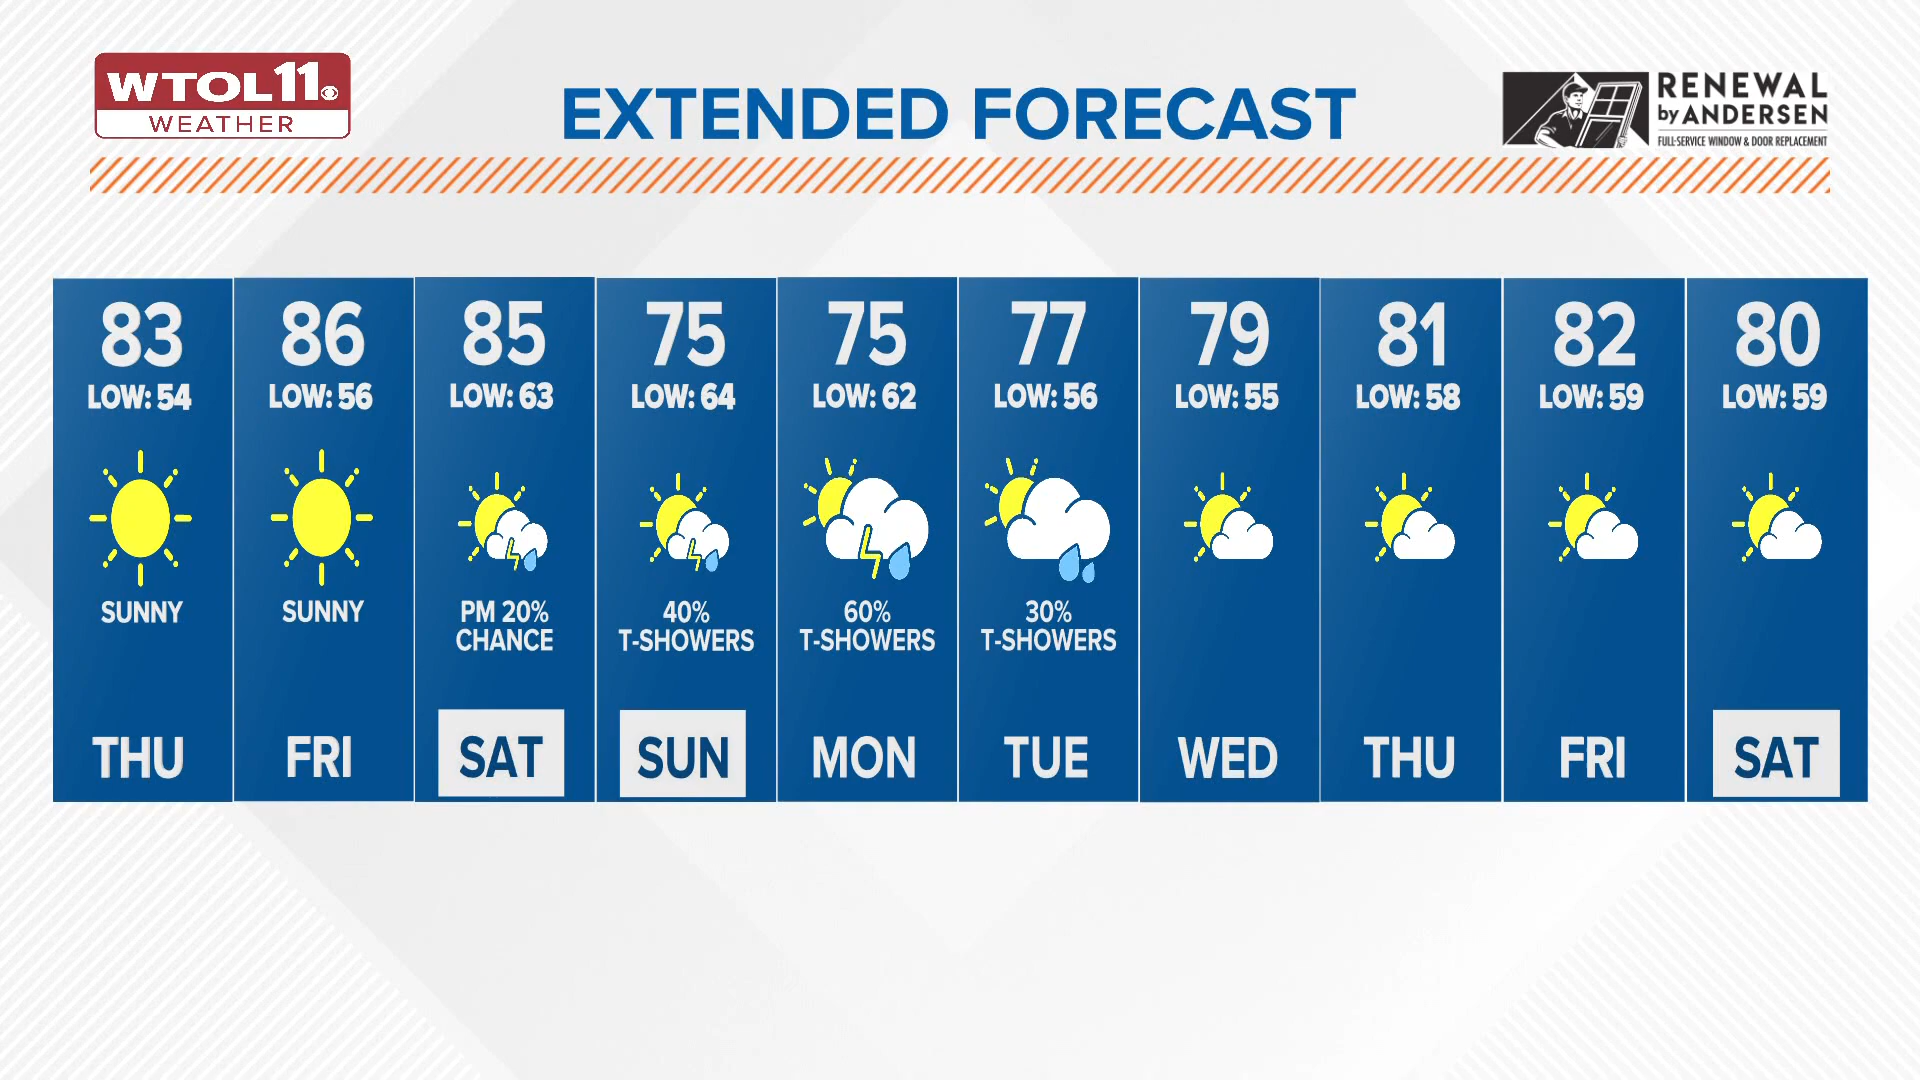 WTOL11
WEATHER
EXTENDED FORECAST
RENEWAL
by ANDERSEN
FULL-SERVICE WINDOW & DOOR REPLACEMENT
83
LOW: 54
SUNNY
THU
86
LOW: 56
SUNNY
FRI
85
LOW: 63
PM 20%
CHANCE
SAT
75
LOW: 64
40%
T-SHOWERS
SUN
75
LOW: 62
60%
T-SHOWERS
MON
77
LOW: 56
30%
T-SHOWERS
TUE
79
LOW: 55
WED
81
LOW: 58
THU
82
LOW: 59
FRI
80
LOW: 59
SAT